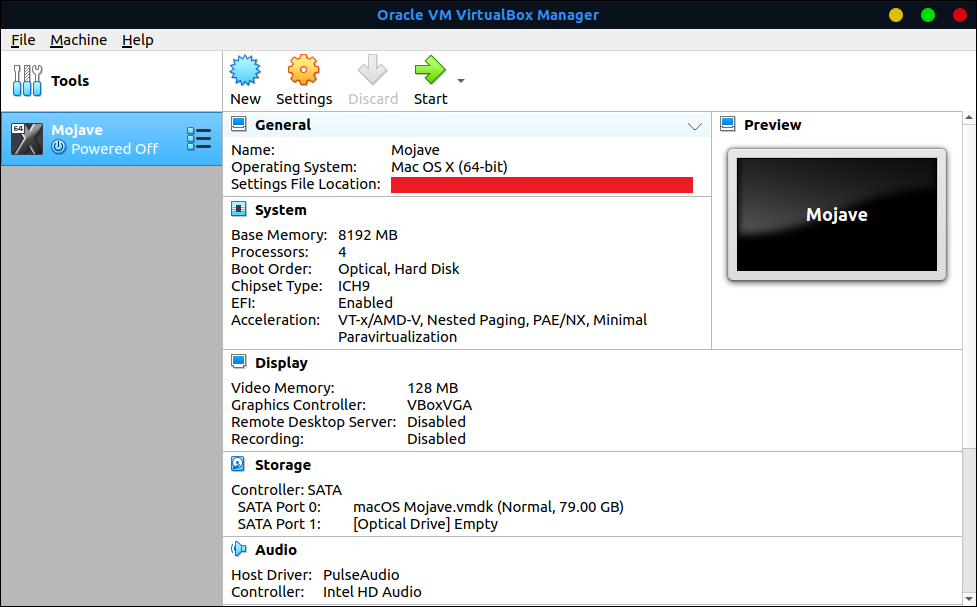 Oracle VM VirtualBox Manager
File Machine Help
Tools
New Settings Discard Start
64
Mojave
Powered Off
General
Name: Mojave
Operating System: Mac OS X (64-bit)
Settings File Location:
System
Base Memory: 8192 MB
Processors: 4
Boot Order: Optical, Hard Disk
Chipset Type: ICH9
EFI: Enabled
Acceleration: VT-x/AMD-V, Nested Paging, PAE/NX, Minimal
Paravirtualization
Preview
Mojave
Display
Video Memory: 128 MB
Graphics Controller: VBoxVGA
Remote Desktop Server: Disabled
Recording: Disabled
Storage
Controller: SATA
SATA Port 0: macOS Mojave.vmdk (Normal, 79.00 GB)
SATA Port 1: [Optical Drive] Empty
Audio
Host Driver: PulseAudio
Controller: Intel HD Audio